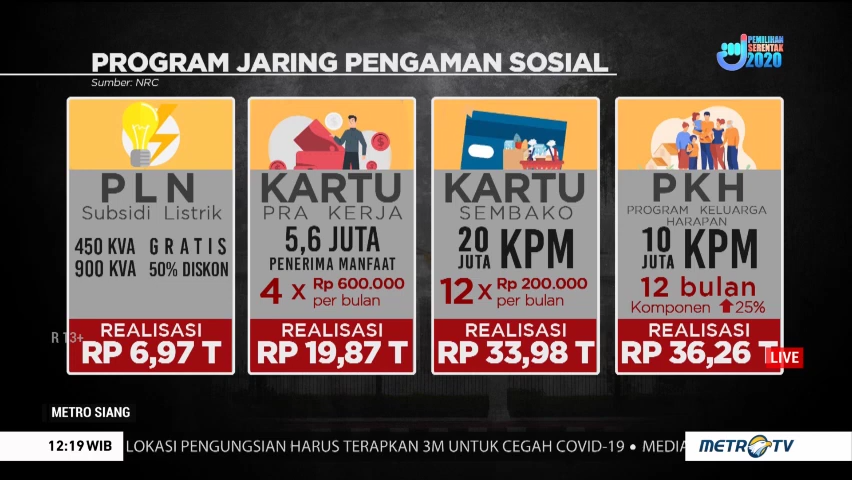 PROGRAM JARING PENGAMAN SOSIAL
Sumber: NRC
PEMILIHAN
SERENTAK
2020
PLN
Subsidi Listrik
450 KVA GRATIS
900 KVA 50% DISKON
REALISASI
RP 6,97 T
KARTU
PRA KERJA
5,6 JUTA
PENERIMA MANFAAT
4 x Rp 600.000
per bulan
REALISASI
RP 19,87 T
KARTU
SEMBAKO
20 JUTA KPM
12 x Rp 200.000
per bulan
REALISASI
RP 33,98 T
PKH
PROGRAM KELUARGA
HARAPAN
10 JUTA KPM
12 bulan
Komponen 25%
REALISASI
RP 36,26 T
R 13+
LIVE
METRO SIANG
12:19 WIB LOKASI PENGUNGSIAN HARUS TERAPKAN 3M UNTUK CEGAH COVID-19 • MEDIA
METRO TV